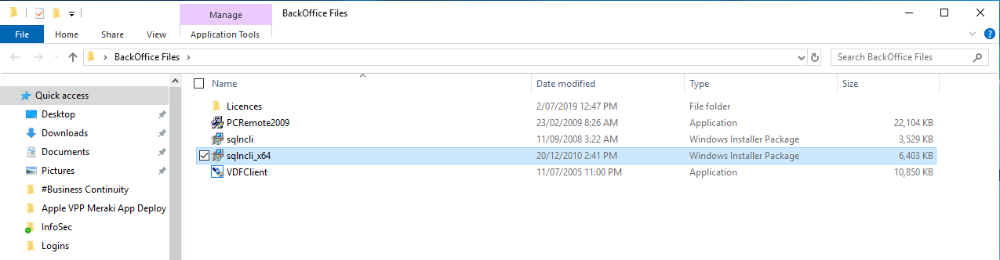 Manage BackOffice Files
File Home Share View Application Tools
BackOffice Files Search BackOffice Files
Name Date modified Type Size
Quick access
Desktop
Downloads
Documents
Pictures
#Business Continuity
Apple VPP Meraki App Deploy
InfoSec
Logins
Licences 2/07/2019 12:47 PM File folder
PCRemote2009 23/02/2009 8:26 AM Application 22,104 KB
sqlncli 11/09/2008 3:22 AM Windows Installer Package 3,529 KB
sqlncli_x64 20/12/2010 2:41 PM Windows Installer Package 6,403 KB
VDFClient 11/07/2005 11:00 PM Application 10,850 KB